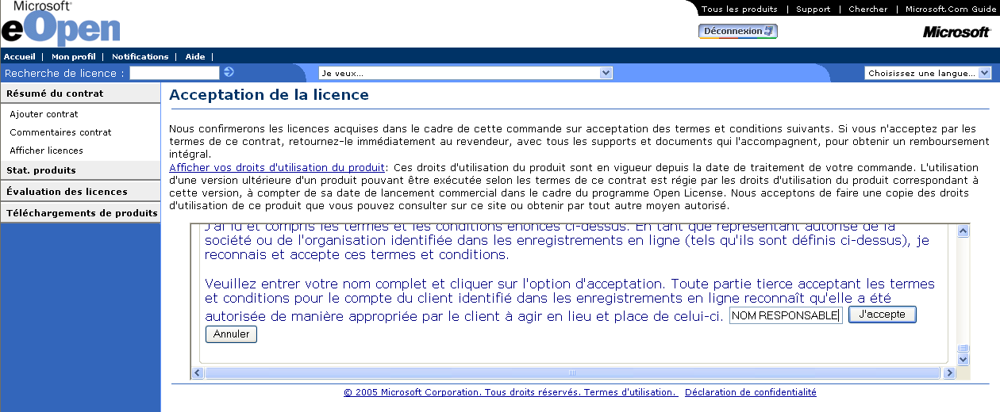 Microsoft®
eOpen
Tous les produits | Support | Chercher | Microsoft.Com Guide
Déconnexion
Microsoft
Accueil | Mon profil | Notifications | Aide |
Recherche de licence :
Je veux...
Choisissez une langue...
Résumé du contrat
Ajouter contrat
Commentaires contrat
Afficher licences
Stat. produits
Évaluation des licences
Téléchargements de produits
Acceptation de la licence
Nous confirmerons les licences acquises dans le cadre de cette commande sur acceptation des termes et conditions suivants. Si vous n'acceptez par les
termes de ce contrat, retournez-le immédiatement au revendeur, avec tous les supports et documents qui l'accompagnent, pour obtenir un remboursement
intégral.
Afficher vos droits d'utilisation du produit: Ces droits d'utilisation du produit sont en vigueur depuis la date de traitement de votre commande. L'utilisation
d'une version ultérieure d'un produit pouvant être exécutée selon les termes de ce contrat est régie par les droits d'utilisation du produit correspondant à
cette version, à compter de sa date de lancement commercial dans le cadre du programme Open License. Nous acceptons de faire une copie des droits
d'utilisation de ce produit que vous pouvez consulter sur ce site ou obtenir par tout autre moyen autorisé.
J'ai lu et compris les termes et les conditions énoncés ci-dessus. En tant que représentant autorisé de la
société ou de l'organisation identifiée dans les enregistrements en ligne (tels qu'ils sont définis ci-dessus), je
reconnais et accepte ces termes et conditions.
Veuillez entrer votre nom complet et cliquer sur l'option d'acceptation. Toute partie tierce acceptant les termes
et conditions pour le compte du client identifié dans les enregistrements en ligne reconnaît qu'elle a été
autorisée de manière appropriée par le client à agir en lieu et place de celui-ci. NOM RESPONSABLE J'accepte
Annuler
© 2005 Microsoft Corporation. Tous droits réservés. Termes d'utilisation. Déclaration de confidentialité